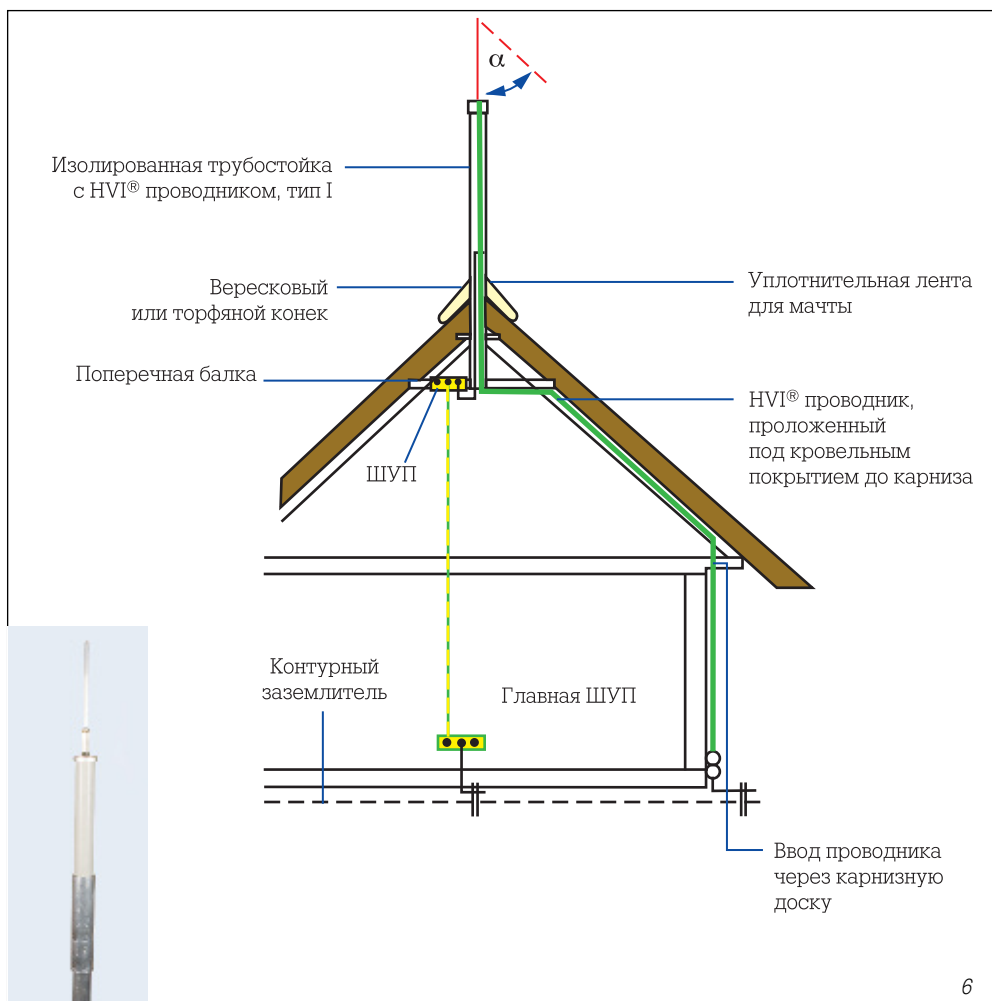 α
Изолированная трубостойка
с HVI® проводником, тип I
Вересковый
или торфяной конек
Уплотнительная лента
для мачты
Поперечная балка
HVI® проводник,
проложенный
под кровельным
покрытием до карниза
ШУП
Контурный
заземлитель
Главная ШУП
Ввод проводника
через карнизную
доску
6